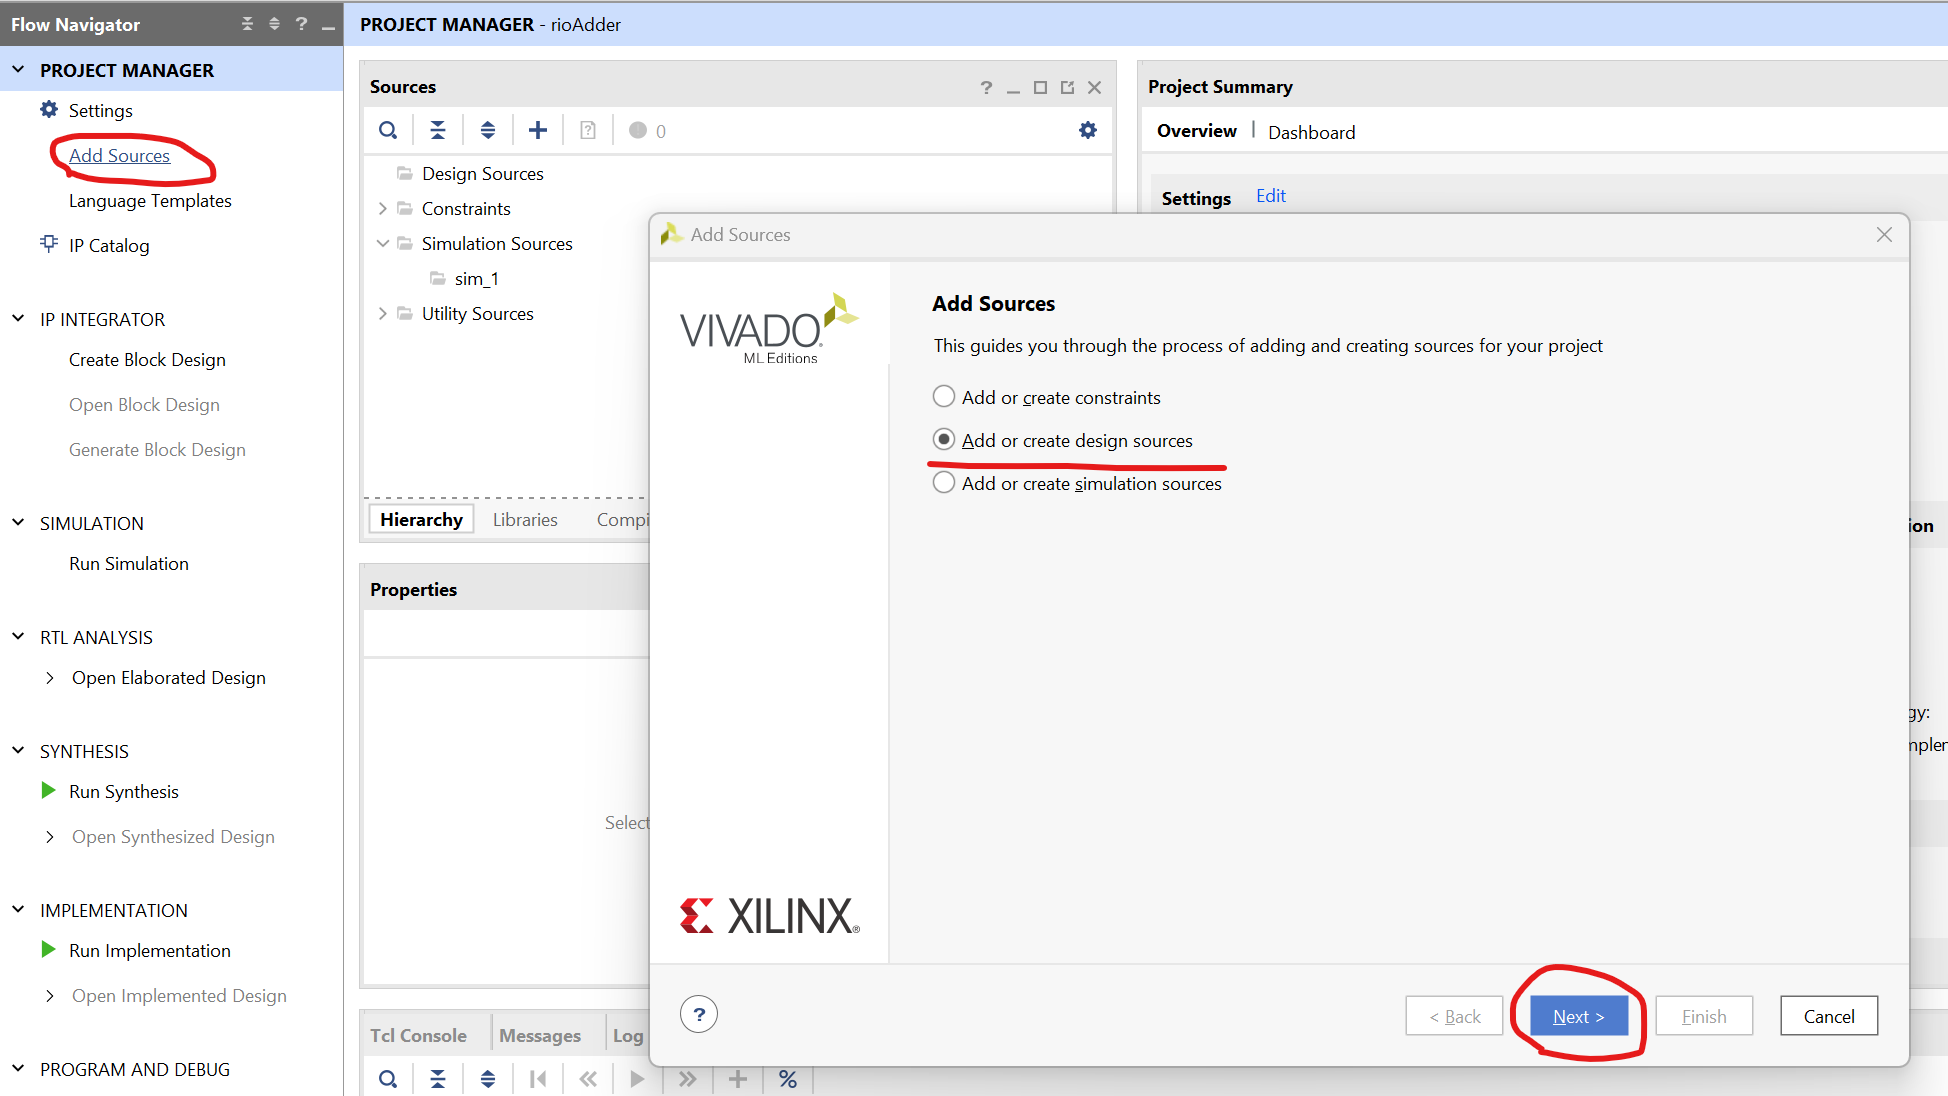 Flow Navigator
?
PROJECT MANAGER - rioAdder
PROJECT MANAGER
Settings
Add Sources
Language Templates
IP Catalog
IP INTEGRATOR
Create Block Design
Open Block Design
Generate Block Design
SIMULATION
Run Simulation
RTL ANALYSIS
Open Elaborated Design
SYNTHESIS
Run Synthesis
Open Synthesized Design
IMPLEMENTATION
Run Implementation
Open Implemented Design
PROGRAM AND DEBUG
Sources
?
0
Design Sources
Constraints
Simulation Sources
sim_1
Utility Sources
Hierarchy
Libraries
Compi
Properties
Select
Tcl Console
Messages
Log
%
Project Summary
Overview | Dashboard
Settings
Edit
ion
gy:
mplem
Add Sources
VIVADO
ML Editions
Add Sources
This guides you through the process of adding and creating sources for your project
Add or create constraints
Add or create design sources
Add or create simulation sources
XILINX®
?
< Back
Next >
Finish
Cancel